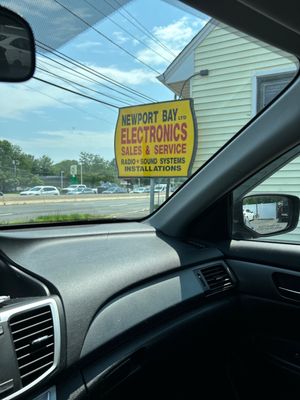 NEWPORT BAY LTD
ELECTRONICS
SALES & SERVICE
RADIO • SOUND SYSTEMS
INSTALLATIONS